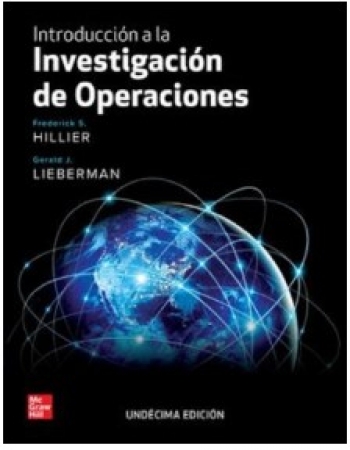 Introducción a la
Investigación
de Operaciones
Frederick S.
HILLIER
Gerald J.
LIEBERMAN
Mc
Graw
Hill
UNDÉCIMA EDICIÓN